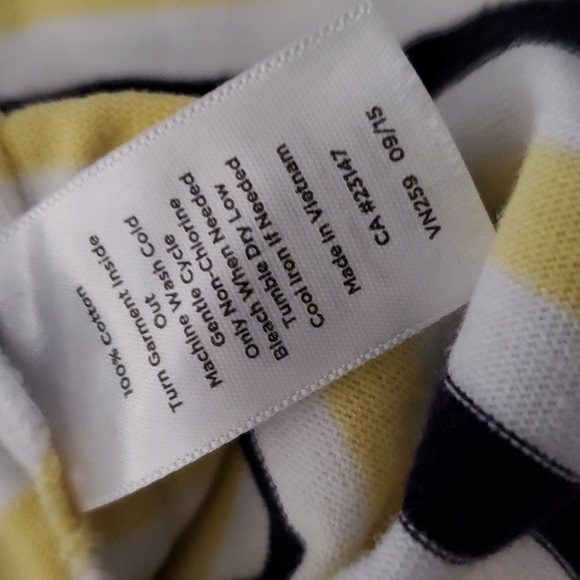 100% Cotton
Turn Garment Inside
Out
Machine Wash Cold
Gentle Cycle
Only Non-Chlorine
Bleach When Needed
Tumble Dry Low
Cool Iron If Needed
Made In Vietnam
CA #23147
VN259 09/15